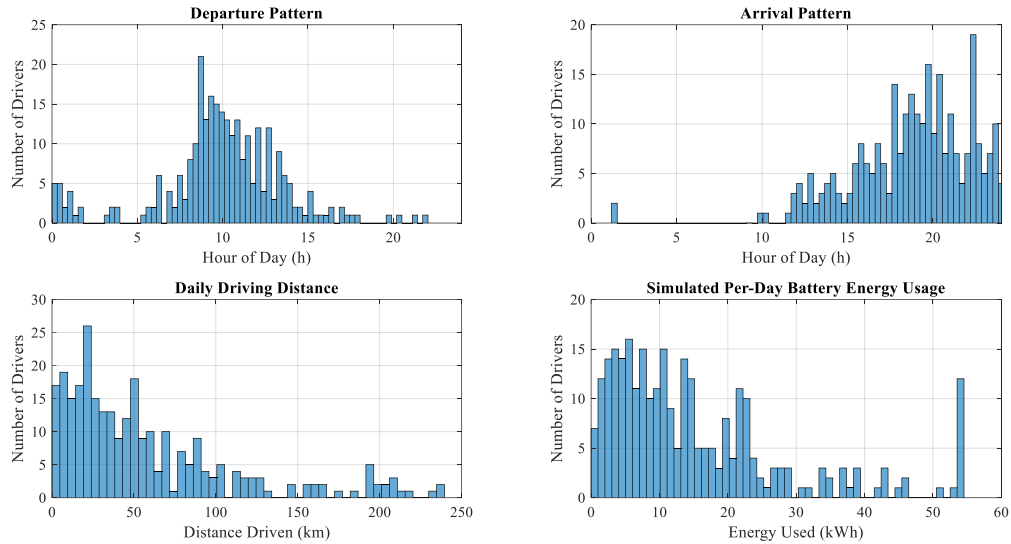 Departure Pattern
25
20
15
10
5
0
Number of Drivers
0 5 10 15 20
Hour of Day (h)
Arrival Pattern
20
15
10
5
0
Number of Drivers
0 5 10 15 20
Hour of Day (h)
Daily Driving Distance
30
25
20
15
10
5
0
Number of Drivers
0 50 100 150 200 250
Distance Driven (km)
Simulated Per-Day Battery Energy Usage
20
15
10
5
0
Number of Drivers
0 10 20 30 40 50 60
Energy Used (kWh)